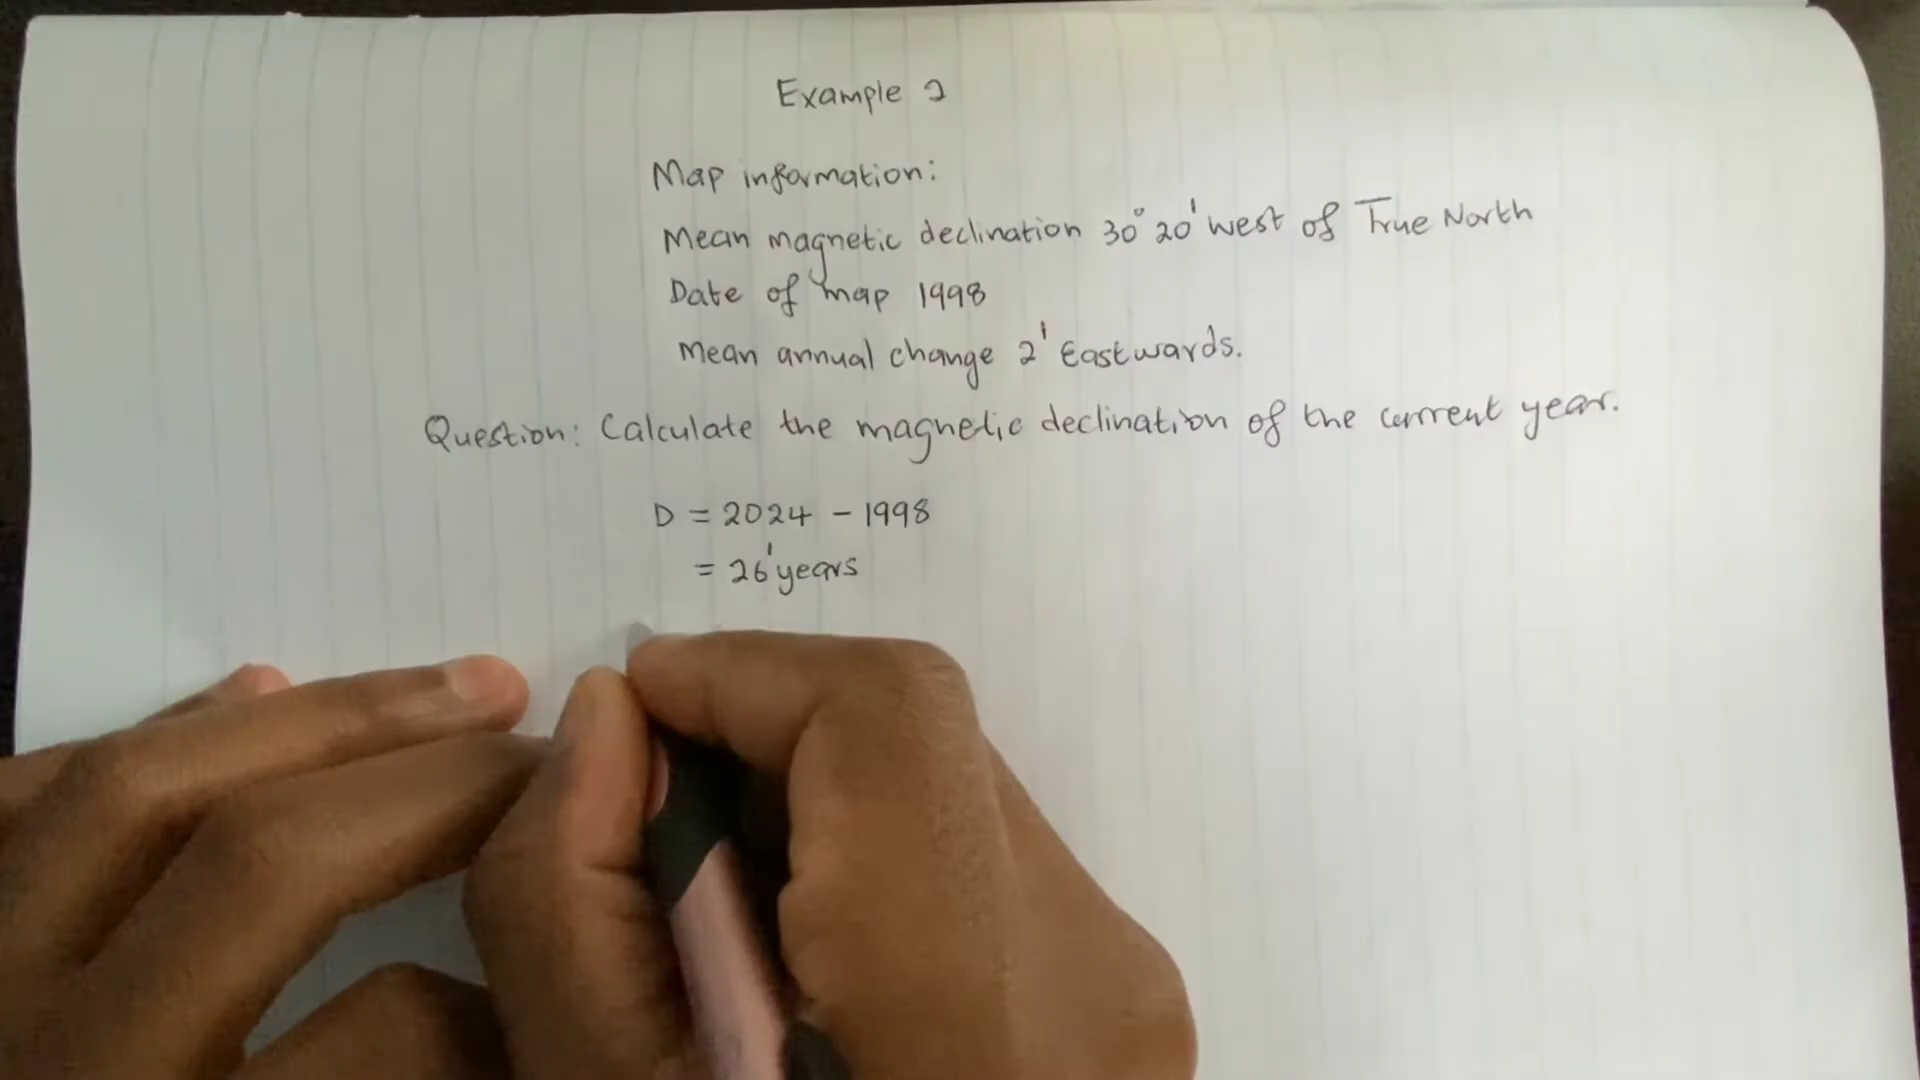 Example 2
Map information:
Mean magnetic declination 30° 20' west of True North
Date of map 1998
Mean annual change 2' Eastwards.
Question: Calculate the magnetic declination of the current year.
D = 2024 - 1998
= 26' years